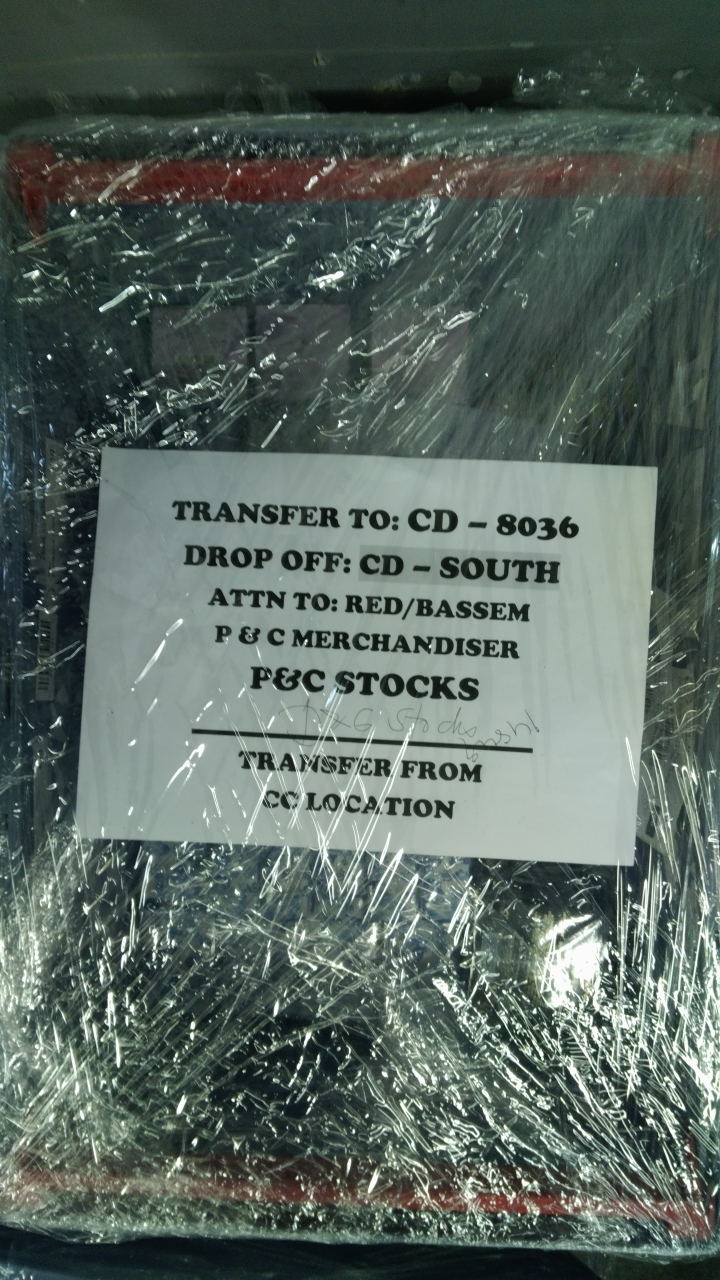 TRANSFER TO: CD – 8036
DROP OFF: CD – SOUTH
ATTN TO: RED/BASSEM
P & C MERCHANDISER
P&C STOCKS
TRANSFER FROM
CC LOCATION